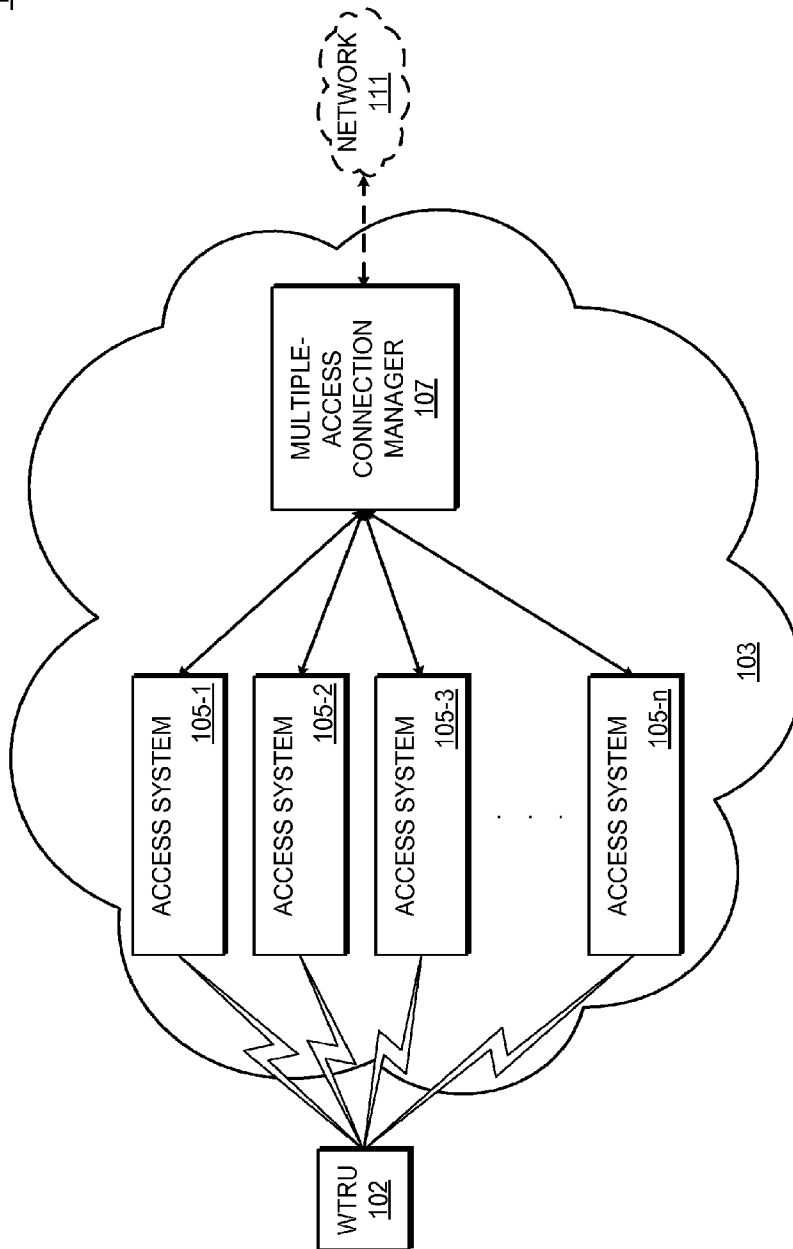 WTRU
102
ACCESS SYSTEM
105-1
ACCESS SYSTEM
105-2
ACCESS SYSTEM
105-3
. . .
ACCESS SYSTEM
105-n
103
MULTIPLE-
ACCESS
CONNECTION
MANAGER
107
NETWORK
111